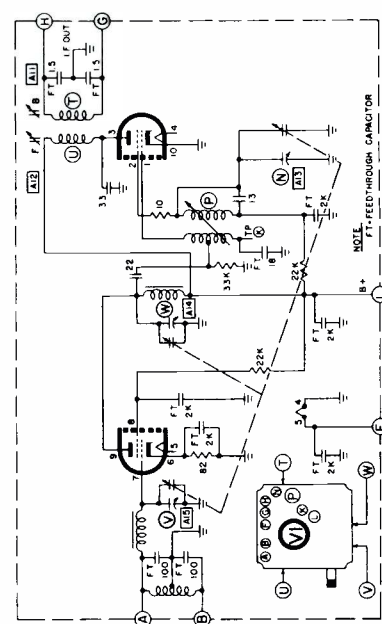 H
G
A11
1.5
FT
IF OUT
1.5
FT
B
T
F
U
A12
33
3
4
10
2
1
10
P
13
N
A13
FT
2K
NOTE
FT=FEEDTHROUGH CAPACITOR
TP
K
FT
18
33K
22K
22
W
A14
B+
L
FT
2K
22K
9
8
FT
2K
FT
2K
5
6
82
7
V
A15
5
4
FT
2K
F
FT
100
FT
100
A
B
T
A
B
F
G
H
N
P
K
L
V1
U
V
W